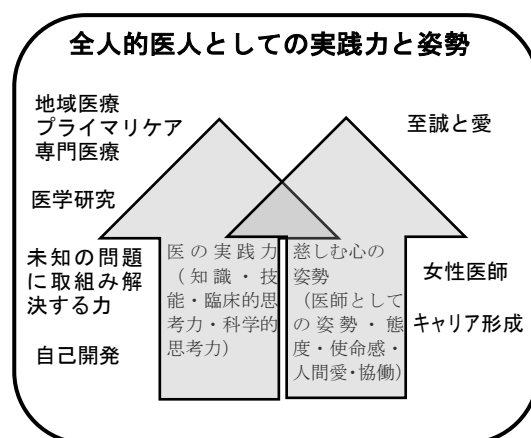 全人的医人としての実践力と姿勢
地域医療
プライマリケア
専門医療
医学研究
未知の問題
に取組み解
決する力
自己開発
医の実践力
（知識・技
能・臨床的思
考力・科学的
思考力）
慈しむ心の
姿勢
（医師として
の姿勢・態
度・使命感・
人間愛・協働）
至誠と愛
女性医師
キャリア形成